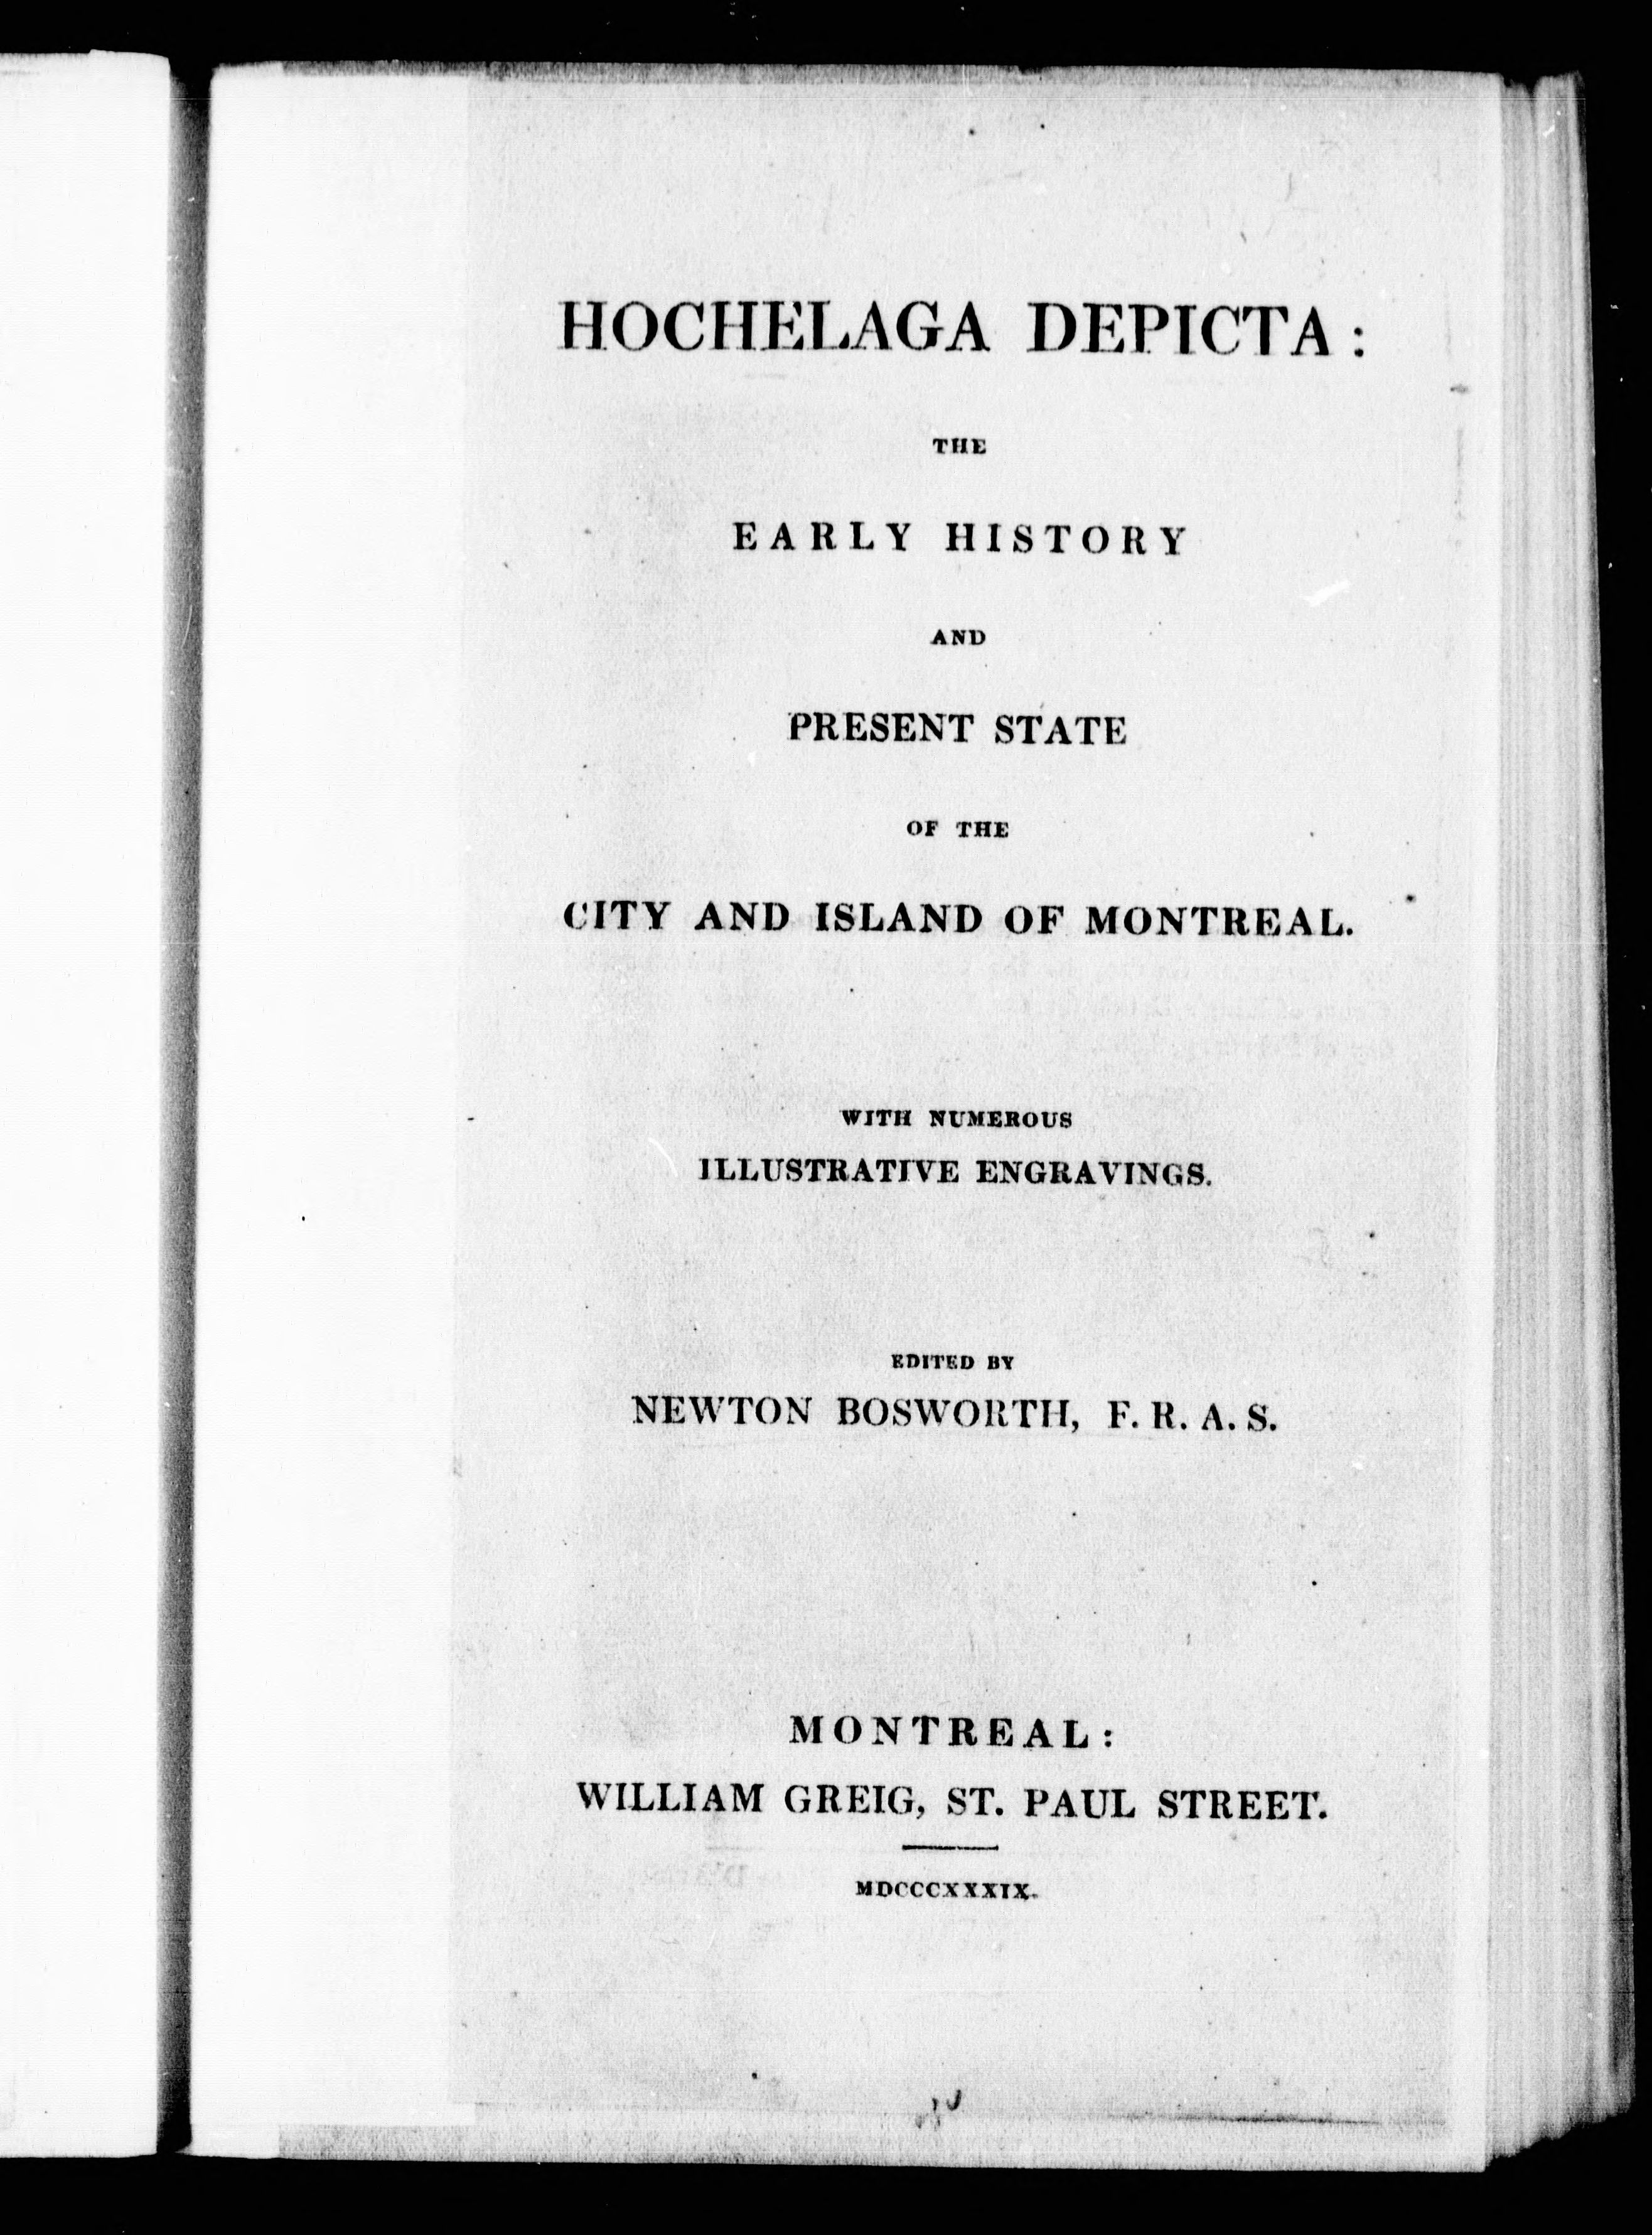 HOCHELAGA DEPICTA:
THE
EARLY HISTORY
AND
PRESENT STATE
OF THE
CITY AND ISLAND OF MONTREAL.
WITH NUMEROUS
ILLUSTRATIVE ENGRAVINGS.
EDITED BY
NEWTON BOSWORTH, F. R. A. S.
MONTREAL:
WILLIAM GREIG, ST. PAUL STREET.
MDCCCXXXIX.